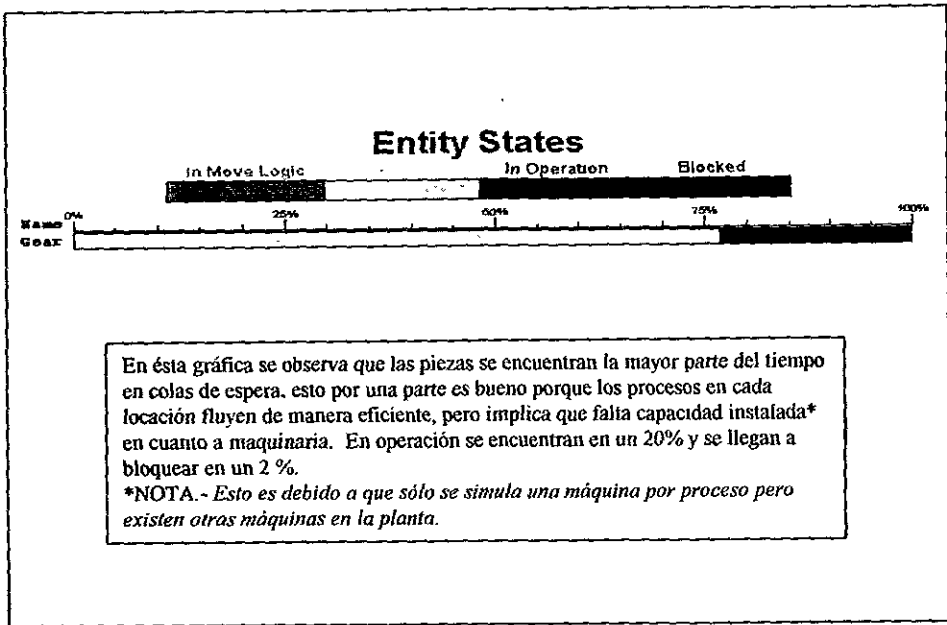 Entity States
In Move Logic In Operation Blocked
0% 25% 50% 75% 100%
Name
Gear
En ésta gráfica se observa que las piezas se encuentran la mayor parte del tiempo
en colas de espera, esto por una parte es bueno porque los procesos en cada
locación fluyen de manera eficiente, pero implica que falta capacidad instalada*
en cuanto a maquinaria. En operación se encuentran en un 20% y se llegan a
bloquear en un 2 %.
*NOTA.- Esto es debido a que sólo se simula una máquina por proceso pero
existen otras máquinas en la planta.